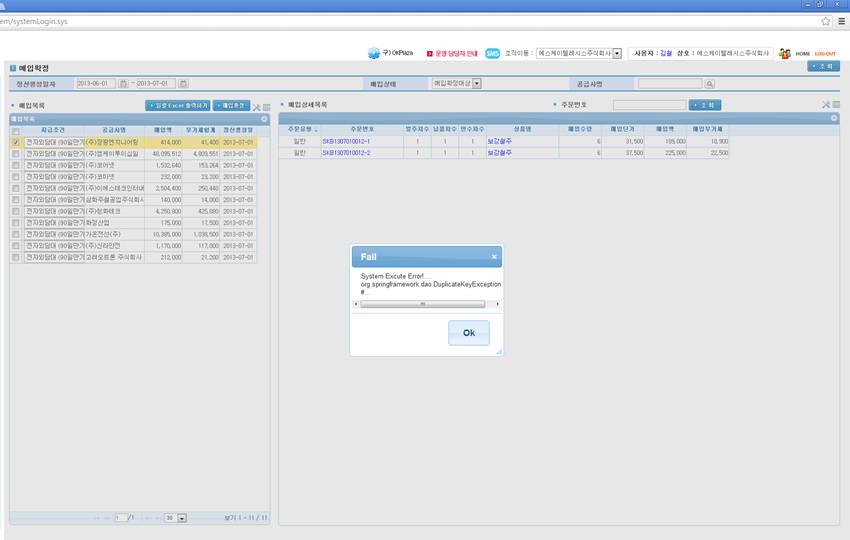 em/systemLogin.sys
구) OKPlaza
운영 담당자 안내
SMS
조직이동 : 에스케이텔레시스주식회사
사용자 : 김철 상호 : 에스케이텔레시스주식회사
HOME LOG OUT
매입확정
조 회
정산생성일자 2013-06-01 ~ 2013-07-01
매입상태 매입확정대상
공급사명
매입목록
일괄 Excel 출력하기
매입확정
매입상세목록
주문번호
조 회
매입목록
지급조건 공급사명 매입액 부가세합계 정산생성일
전자외담대 (90일만기 (주)정광엔지니어링 414,000 41,400 2013-07-01
전자외담대 (90일만기 48,095,512 4,809,551 2013-07-01
전자외담대 (90일만기 (주)코어넷 1,532,640 153,264 2013-07-01
전자외담대 (90일만기 (주)코마넷 232,000 23,200 2013-07-01
전자외담대 (90일만기 (주)이에스테크인터내 2,504,400 250,440 2013-07-01
전자외담대 (90일만기 삼화주철공업주식회사 140,000 14,000 2013-07-01
전자외담대 (90일만기 (주)청화테크 4,250,800 425,080 2013-07-01
전자외담대 (90일만기 화정산업 175,000 17,500 2013-07-01
전자외담대 (90일만기 가온전선(주) 10,385,000 1,038,500 2013-07-01
전자외담대 (90일만기 (주)신라안전 1,170,000 117,000 2013-07-01
전자외담대 (90일만기 고려오트론 주식회사 212,000 21,200 2013-07-01
주문유형 주문번호 발주차수 납품차수 인수차수 상품명 매입수량 매입단가 매입액 매입부가세
일반 SKB1307010012-1 1 1 1 보강철주 6 31,500 189,000 18,900
일반 SKB1307010012-2 1 1 1 보강철주 6 37,500 225,000 22,500
Fail
System Excute Error!....
org.springframework.dao.DuplicateKeyException
#...
Ok
1 /1 30 보기 1 - 11 / 11